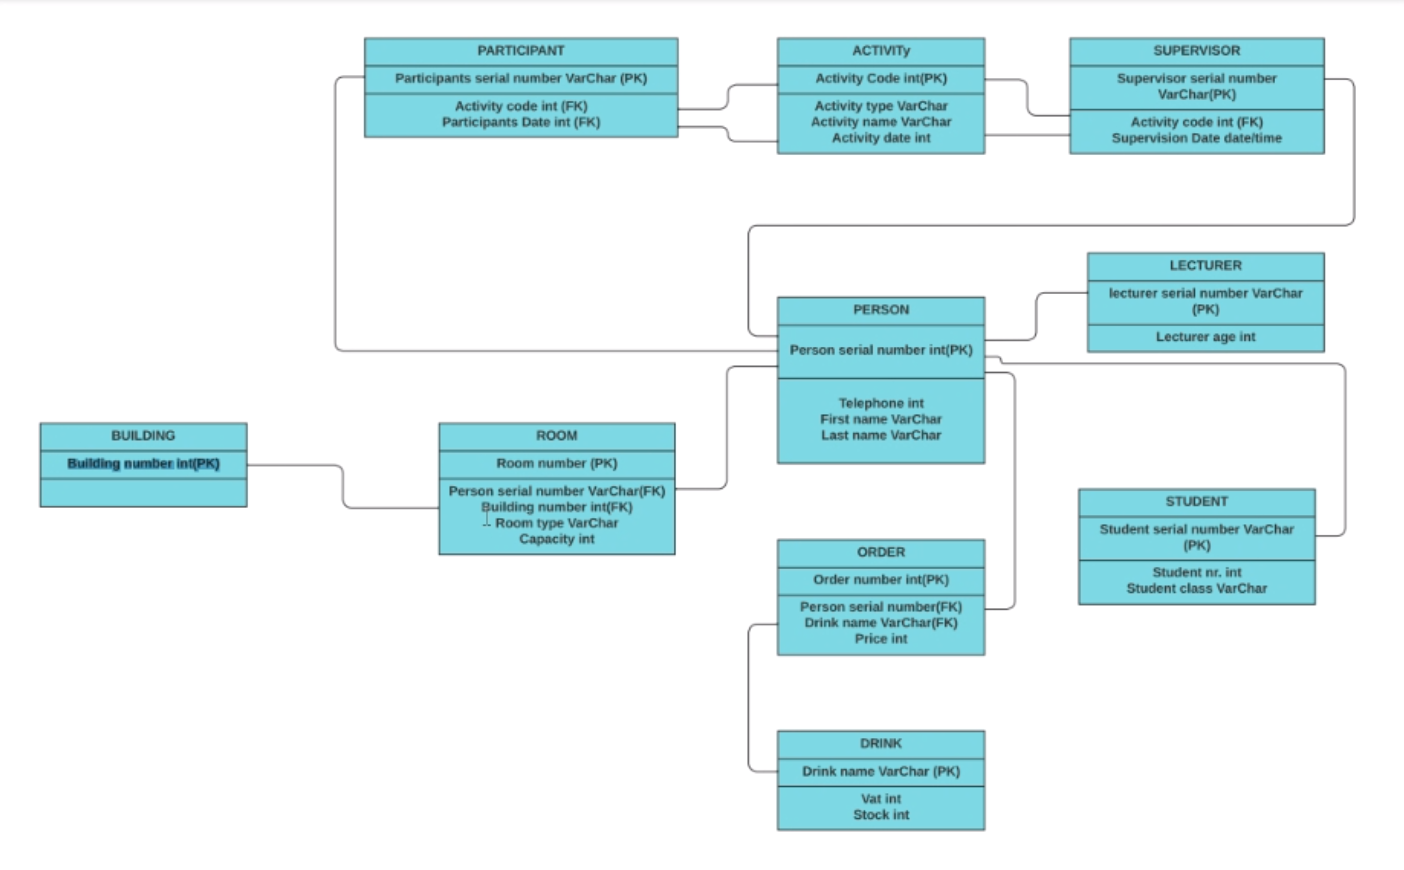 PARTICIPANT
Participants serial number VarChar (PK)
Activity code int (FK)
Participants Date int (FK)
ACTIVITy
Activity Code int(PK)
Activity type VarChar
Activity name VarChar
Activity date int
SUPERVISOR
Supervisor serial number
VarChar(PK)
Activity code int (FK)
Supervision Date date/time
LECTURER
lecturer serial number VarChar
(PK)
Lecturer age int
PERSON
Person serial number int(PK)
Telephone int
First name VarChar
Last name VarChar
BUILDING
Building number int(PK)
ROOM
Room number (PK)
Person serial number VarChar(FK)
Building number int(FK)
Room type VarChar
Capacity int
STUDENT
Student serial number VarChar
(PK)
Student nr. int
Student class VarChar
ORDER
Order number int(PK)
Person serial number(FK)
Drink name VarChar(FK)
Price int
DRINK
Drink name VarChar (PK)
Vat int
Stock int